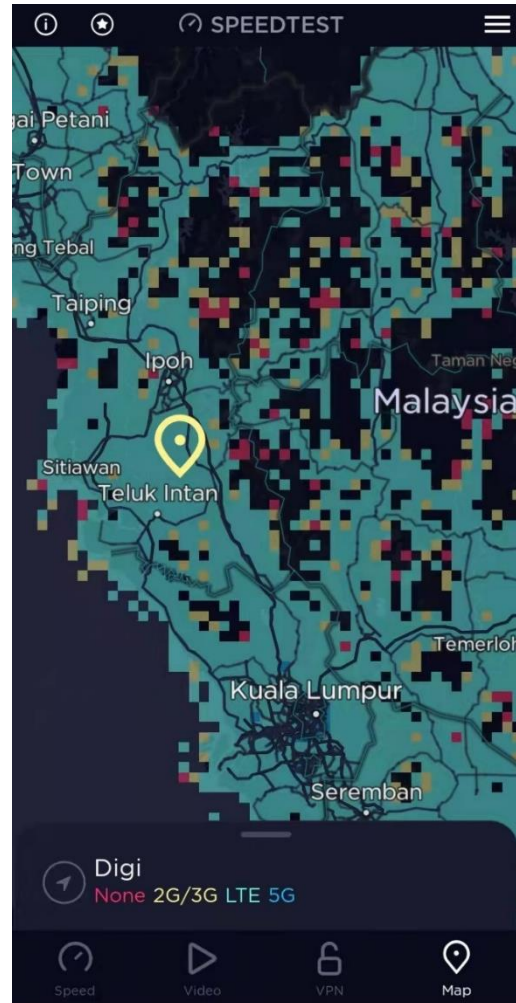 SPEEDTEST
gai Petani
Town
ng Tebal
Taiping
Ipoh
Taman Neg
Malaysia
Sitiawan
Teluk Intan
Temerloh
Kuala Lumpur
Seremban
Digi
None 2G/3G LTE 5G
Speed Video VPN Map